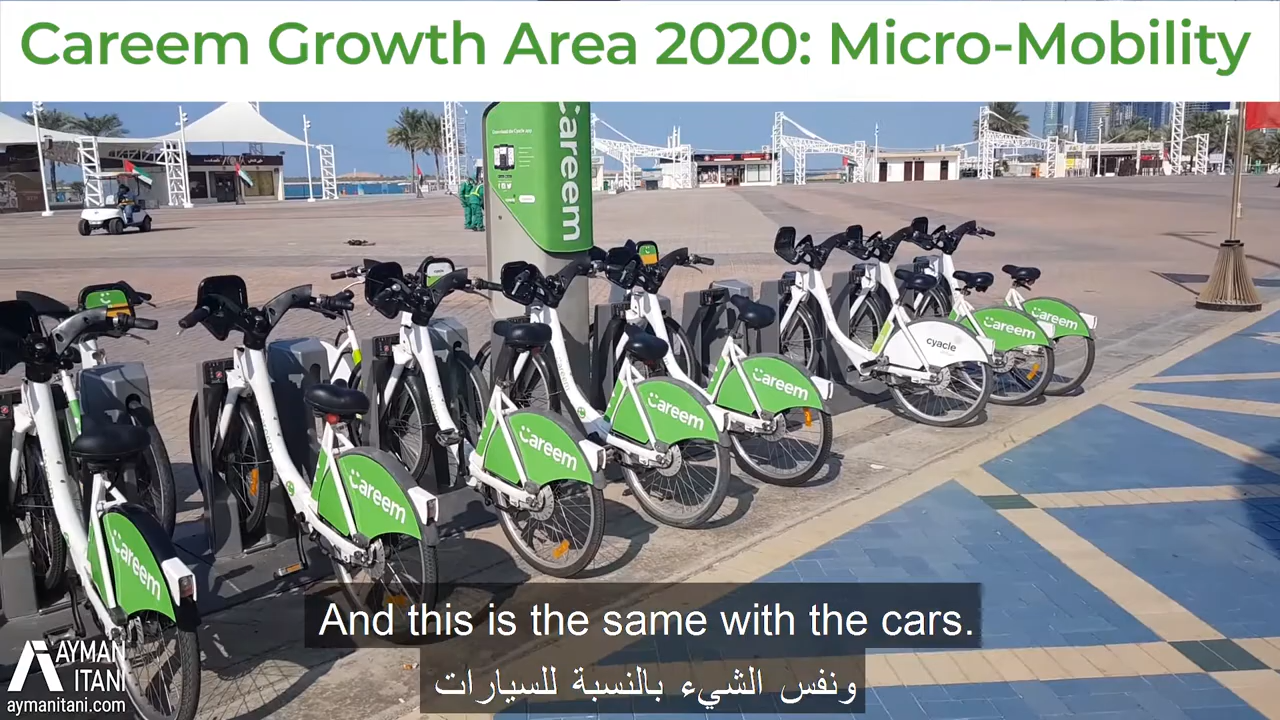 Careem Growth Area 2020: Micro-Mobility
Careem
Careem
Careem
Careem
Careem
Careem
cyacle
Careem
Careem
And this is the same with the cars.
ونفس الشيء بالنسبة للسيارات
AYMAN
ITANI
aymanitani.com